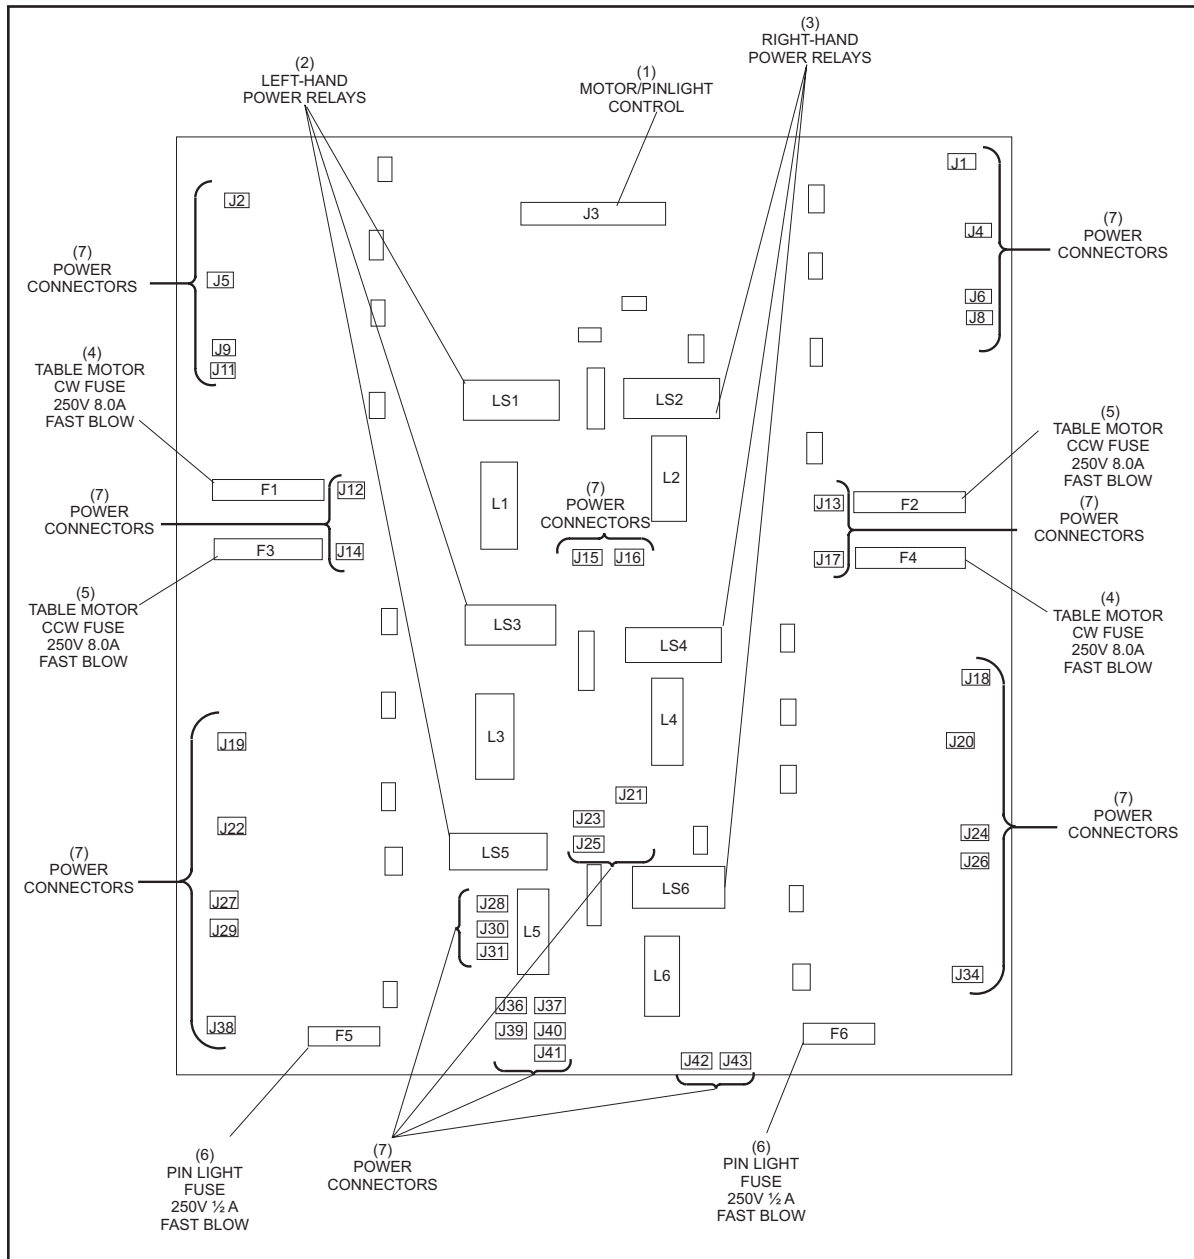 (3)
RIGHT-HAND
POWER RELAYS
(2)
LEFT-HAND
POWER RELAYS
(1)
MOTOR/PINLIGHT
CONTROL
J1
J2
J3
J4
(7)
POWER
CONNECTORS
(7)
POWER
CONNECTORS
J5
J6
J8
J9
J11
(4)
TABLE MOTOR
CW FUSE
250V 8.0A
FAST BLOW
LS1
LS2
(5)
TABLE MOTOR
CCW FUSE
250V 8.0A
FAST BLOW
L2
F1
J12
L1
(7)
POWER
CONNECTORS
J13
F2
(7)
POWER
CONNECTORS
(7)
POWER
CONNECTORS
F3
J14
J15
J16
J17
F4
(5)
TABLE MOTOR
CCW FUSE
250V 8.0A
FAST BLOW
LS3
LS4
(4)
TABLE MOTOR
CW FUSE
250V 8.0A
FAST BLOW
J18
L4
L3
J19
J20
J21
J23
J22
J25
J24
(7)
POWER
CONNECTORS
LS5
J26
(7)
POWER
CONNECTORS
LS6
J27
J28
J29
J30
L5
J31
L6
J34
J36
J37
J38
J39
J40
F5
F6
J41
J42
J43
(6)
PIN LIGHT
FUSE
250V ½ A
FAST BLOW
(7)
POWER
CONNECTORS
(6)
PIN LIGHT
FUSE
250V ½ A
FAST BLOW